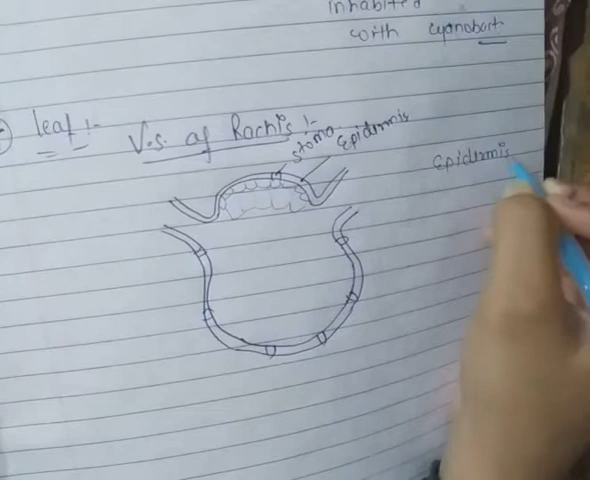 inhabited
with cyanobact
leaf :-
V.s. of Rachis :-
stoma
Epidermis
Epidermis